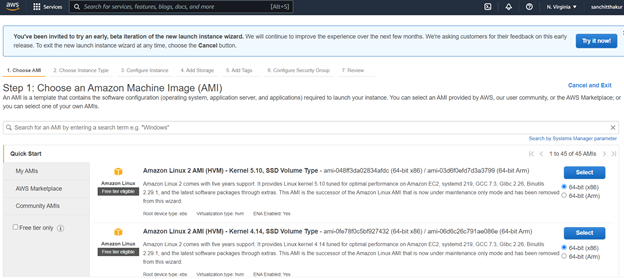 aws
Services
Search for services, features, blogs, docs, and more
[Alt+S]
N. Virginia
sanchitthakur
You've been invited to try an early, beta iteration of the new launch instance wizard. We will continue to improve the experience over the next few months. We're asking customers for their feedback on this early
release. To exit the new launch instance wizard at any time, choose the Cancel button.
Try it now!
1. Choose AMI
2. Choose Instance Type
3. Configure Instance
4. Add Storage
5. Add Tags
6. Configure Security Group
7. Review
Step 1: Choose an Amazon Machine Image (AMI)
Cancel and Exit
An AMI is a template that contains the software configuration (operating system, application server, and applications) required to launch your instance. You can select an AMI provided by AWS, our user community, or the AWS Marketplace; or
you can select one of your own AMIs.
Search for an AMI by entering a search term e.g. "Windows"
Search by Systems Manager parameter
Quick Start
1 to 45 of 45 AMIs
My AMIs
AWS Marketplace
Community AMIs
Free tier only
Amazon Linux
Free tier eligible
Amazon Linux 2 AMI (HVM) - Kernel 5.10, SSD Volume Type - ami-048ff3da02834afdc (64-bit x86) / ami-03d6f0efd7d3a3799 (64-bit Arm)
Amazon Linux 2 comes with five years support. It provides Linux kernel 5.10 tuned for optimal performance on Amazon EC2, systemd 219, GCC 7.3, Glibc 2.26, Binutils
2.29.1, and the latest software packages through extras. This AMI is the successor of the Amazon Linux AMI that is now under maintenance only mode and has been removed
from this wizard.
Root device type: ebs
Virtualization type: hvm
ENA Enabled: Yes
Select
64-bit (x86)
64-bit (Arm)
Amazon Linux
Free tier eligible
Amazon Linux 2 AMI (HVM) - Kernel 4.14, SSD Volume Type - ami-0fe78f0c5bf927432 (64-bit x86) / ami-06d6c26c791ae086e (64-bit Arm)
Amazon Linux 2 comes with five years support. It provides Linux kernel 4.14 tuned for optimal performance on Amazon EC2, systemd 219, GCC 7.3, Glibc 2.26, Binutils
2.29.1, and the latest software packages through extras. This AMI is the successor of the Amazon Linux AMI that is now under maintenance only mode and has been removed
from this wizard.
Root device type: ebs
Virtualization type: hvm
ENA Enabled: Yes
Select
64-bit (x86)
64-bit (Arm)